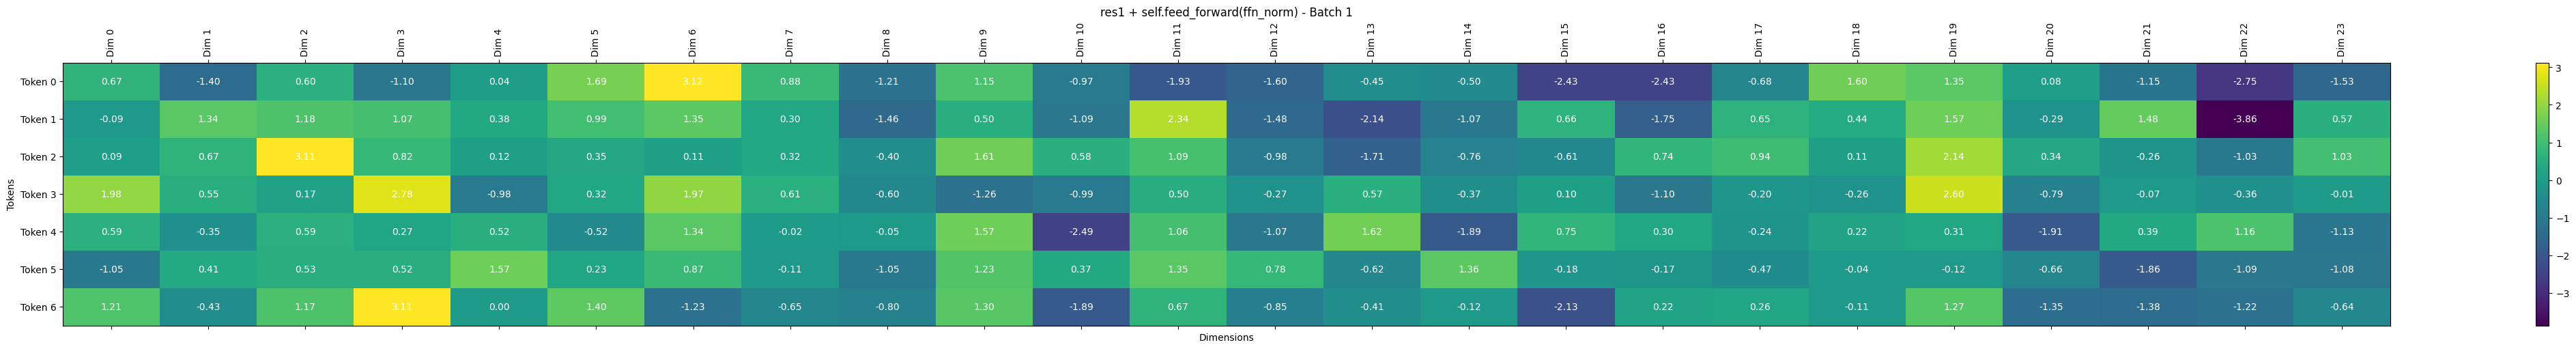 res1 + self.feed_forward(ffn_norm) - Batch 1
Dim 0 Dim 1 Dim 2 Dim 3 Dim 4 Dim 5 Dim 6 Dim 7 Dim 8 Dim 9 Dim 10 Dim 11 Dim 12 Dim 13 Dim 14 Dim 15 Dim 16 Dim 17 Dim 18 Dim 19 Dim 20 Dim 21 Dim 22 Dim 23
Token 0 0.67 -1.40 0.60 -1.10 0.04 1.69 3.12 0.88 -1.21 1.15 -0.97 -1.93 -1.60 -0.45 -0.50 -2.43 -2.43 -0.68 1.60 1.35 0.08 -1.15 -2.75 -1.53
Token 1 -0.09 1.34 1.18 1.07 0.38 0.99 1.35 0.30 -1.46 0.50 -1.09 2.34 -1.48 -2.14 -1.07 0.66 -1.75 0.65 0.44 1.57 -0.29 1.48 -3.86 0.57
Token 2 0.09 0.67 3.11 0.82 0.12 0.35 0.11 0.32 -0.40 1.61 0.58 1.09 -0.98 -1.71 -0.76 -0.61 0.74 0.94 0.11 2.14 0.34 -0.26 -1.03 1.03
Token 3 1.98 0.55 0.17 2.78 -0.98 0.32 1.97 0.61 -0.60 -1.26 -0.99 0.50 -0.27 0.57 -0.37 0.10 -1.10 -0.20 -0.26 2.60 -0.79 -0.07 -0.36 -0.01
Token 4 0.59 -0.35 0.59 0.27 0.52 -0.52 1.34 -0.02 -0.05 1.57 -2.49 1.06 -1.07 1.62 -1.89 0.75 0.30 -0.24 0.22 0.31 -1.91 0.39 1.16 -1.13
Token 5 -1.05 0.41 0.53 0.52 1.57 0.23 0.87 -0.11 -1.05 1.23 0.37 1.35 0.78 -0.62 1.36 -0.18 -0.17 -0.47 -0.04 -0.12 -0.66 -1.86 -1.09 -1.08
Token 6 1.21 -0.43 1.17 3.11 0.00 1.40 -1.23 -0.65 -0.80 1.30 -1.89 0.67 -0.85 -0.41 -0.12 -2.13 0.22 0.26 -0.11 1.27 -1.35 -1.38 -1.22 -0.64
Tokens
Dimensions
3
2
1
0
−1
−2
−3